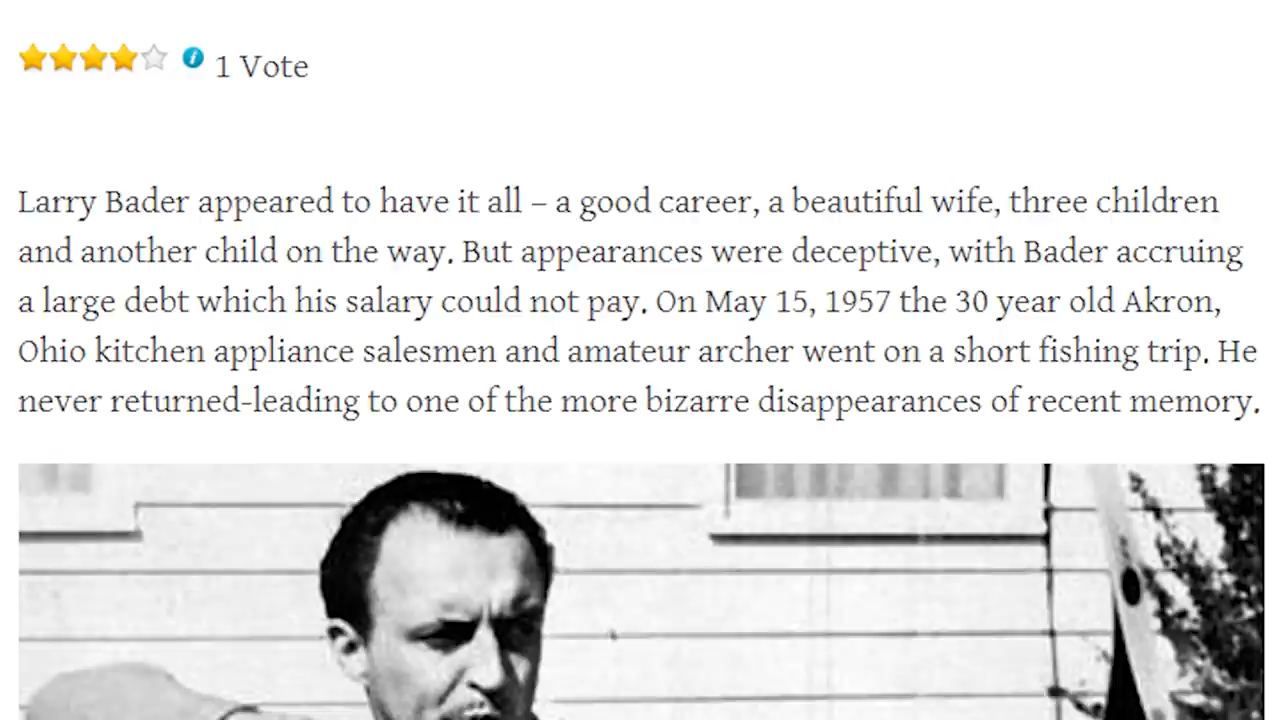 1 Vote
Larry Bader appeared to have it all – a good career, a beautiful wife, three children
and another child on the way. But appearances were deceptive, with Bader accruing
a large debt which his salary could not pay. On May 15, 1957 the 30 year old Akron,
Ohio kitchen appliance salesmen and amateur archer went on a short fishing trip. He
never returned-leading to one of the more bizarre disappearances of recent memory.